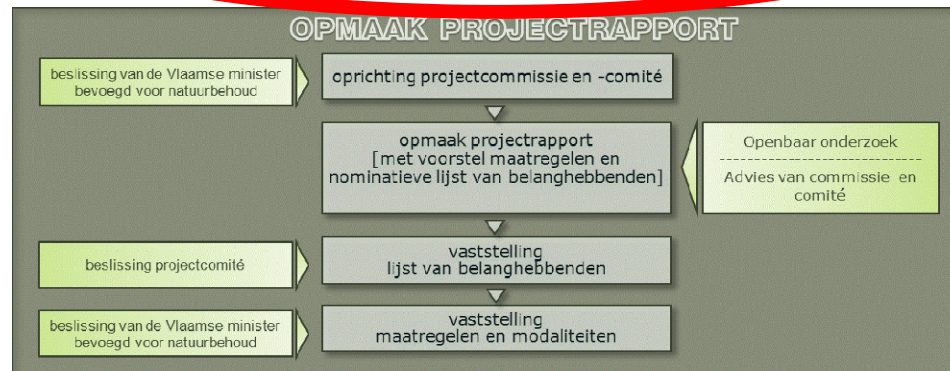 OPMAAK PROJECTRAPPORT
beslissing van de Vlaamse minister
bevoegd voor natuurbehoud
oprichting projectcommissie en -comité
opmaak projectrapport
[met voorstel maatregelen en
nominatieve lijst van belanghebbenden]
Openbaar onderzoek
Advies van commissie en
comité
beslissing projectcomité
vaststelling
lijst van belanghebbenden
beslissing van de Vlaamse minister
bevoegd voor natuurbehoud
vaststelling
maatregelen en modaliteiten